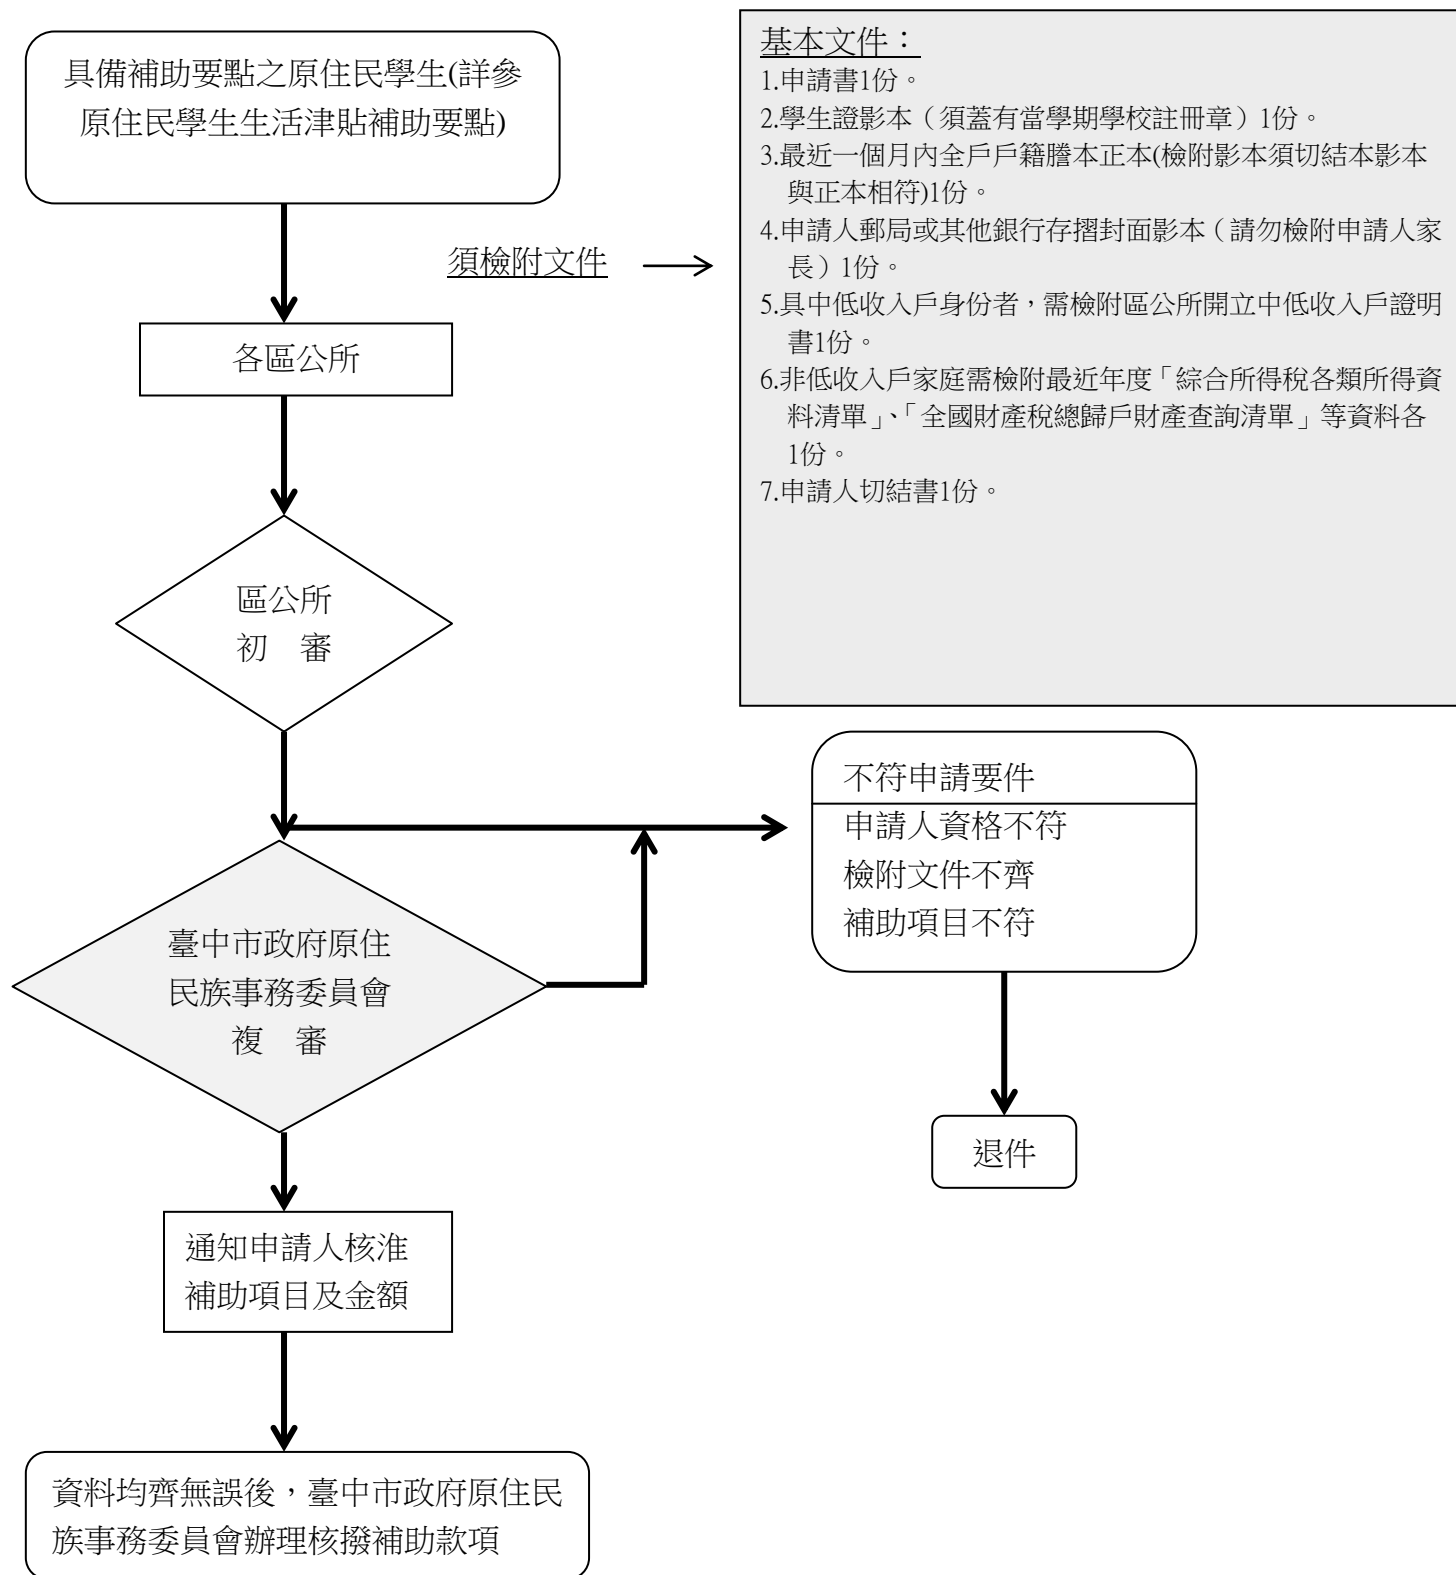 具備補助要點之原住民學生(詳參
原住民學生生活津貼補助要點)
須檢附文件
基本文件：
1.申請書1份。
2.學生證影本（須蓋有當學期學校註冊章）1份。
3.最近一個月內全戶戶籍謄本正本(檢附影本須切結本影本
與正本相符)1份。
4.申請人郵局或其他銀行存摺封面影本（請勿檢附申請人家
長）1份。
5.具中低收入戶身份者，需檢附區公所開立中低收入戶證明
書1份。
6.非低收入戶家庭需檢附最近年度「綜合所得稅各類所得資
料清單」、「全國財產稅總歸戶財產查詢清單」等資料各
1份。
7.申請人切結書1份。
各區公所
區公所
初　審
不符申請要件
申請人資格不符
檢附文件不齊
補助項目不符
臺中市政府原住
民族事務委員會
複　審
退件
通知申請人核淮
補助項目及金額
資料均齊無誤後，臺中市政府原住民
族事務委員會辦理核撥補助款項